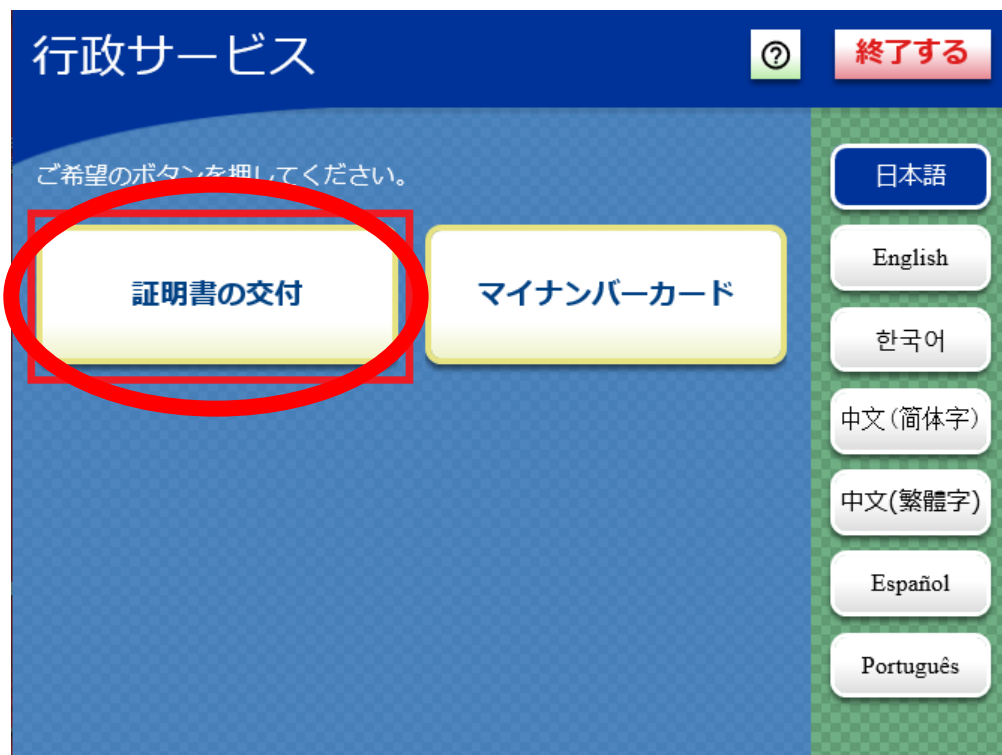 行政サービス
?
終了する
ご希望のボタンを押してください。
証明書の交付
マイナンバーカード
日本語
English
한국어
中文(简体字)
中文(繁體字)
Español
Português